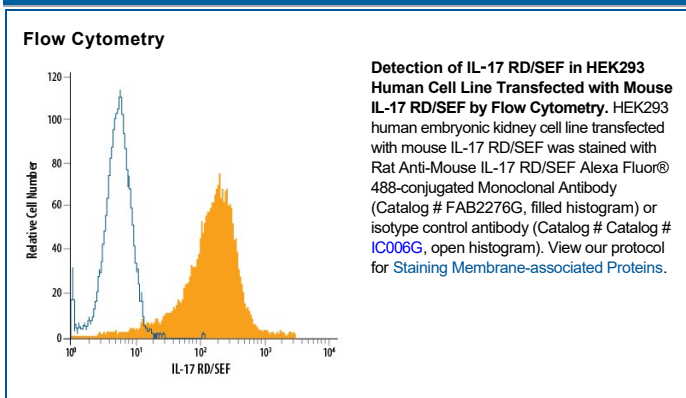 Flow Cytometry
120
100
80
60
40
20
0
Relative Cell Number
10⁰
10¹
10²
10³
10⁴
IL-17 RD/SEF
Detection of IL-17 RD/SEF in HEK293
Human Cell Line Transfected with Mouse
IL-17 RD/SEF by Flow Cytometry. HEK293
human embryonic kidney cell line transfected
with mouse IL-17 RD/SEF was stained with
Rat Anti-Mouse IL-17 RD/SEF Alexa Fluor®
488-conjugated Monoclonal Antibody
(Catalog # FAB2276G, filled histogram) or
isotype control antibody (Catalog # Catalog #
IC006G, open histogram). View our protocol
for Staining Membrane-associated Proteins.